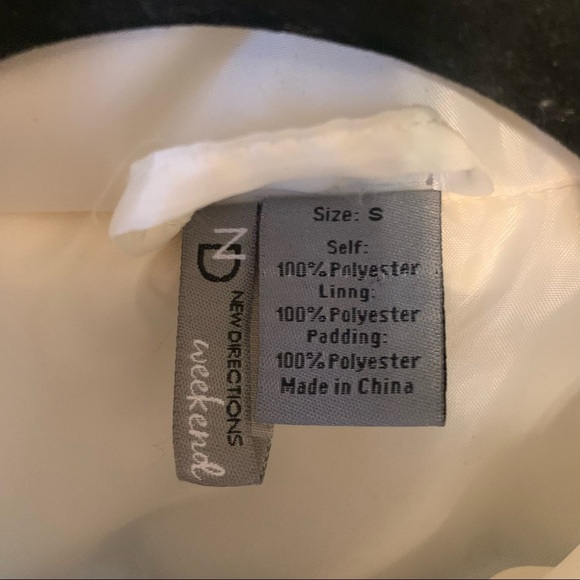 ND
NEW DIRECTIONS
weekend
Size: S
Self:
100% Polyester
Linng:
100% Polyester
Padding:
100% Polyester
Made in China